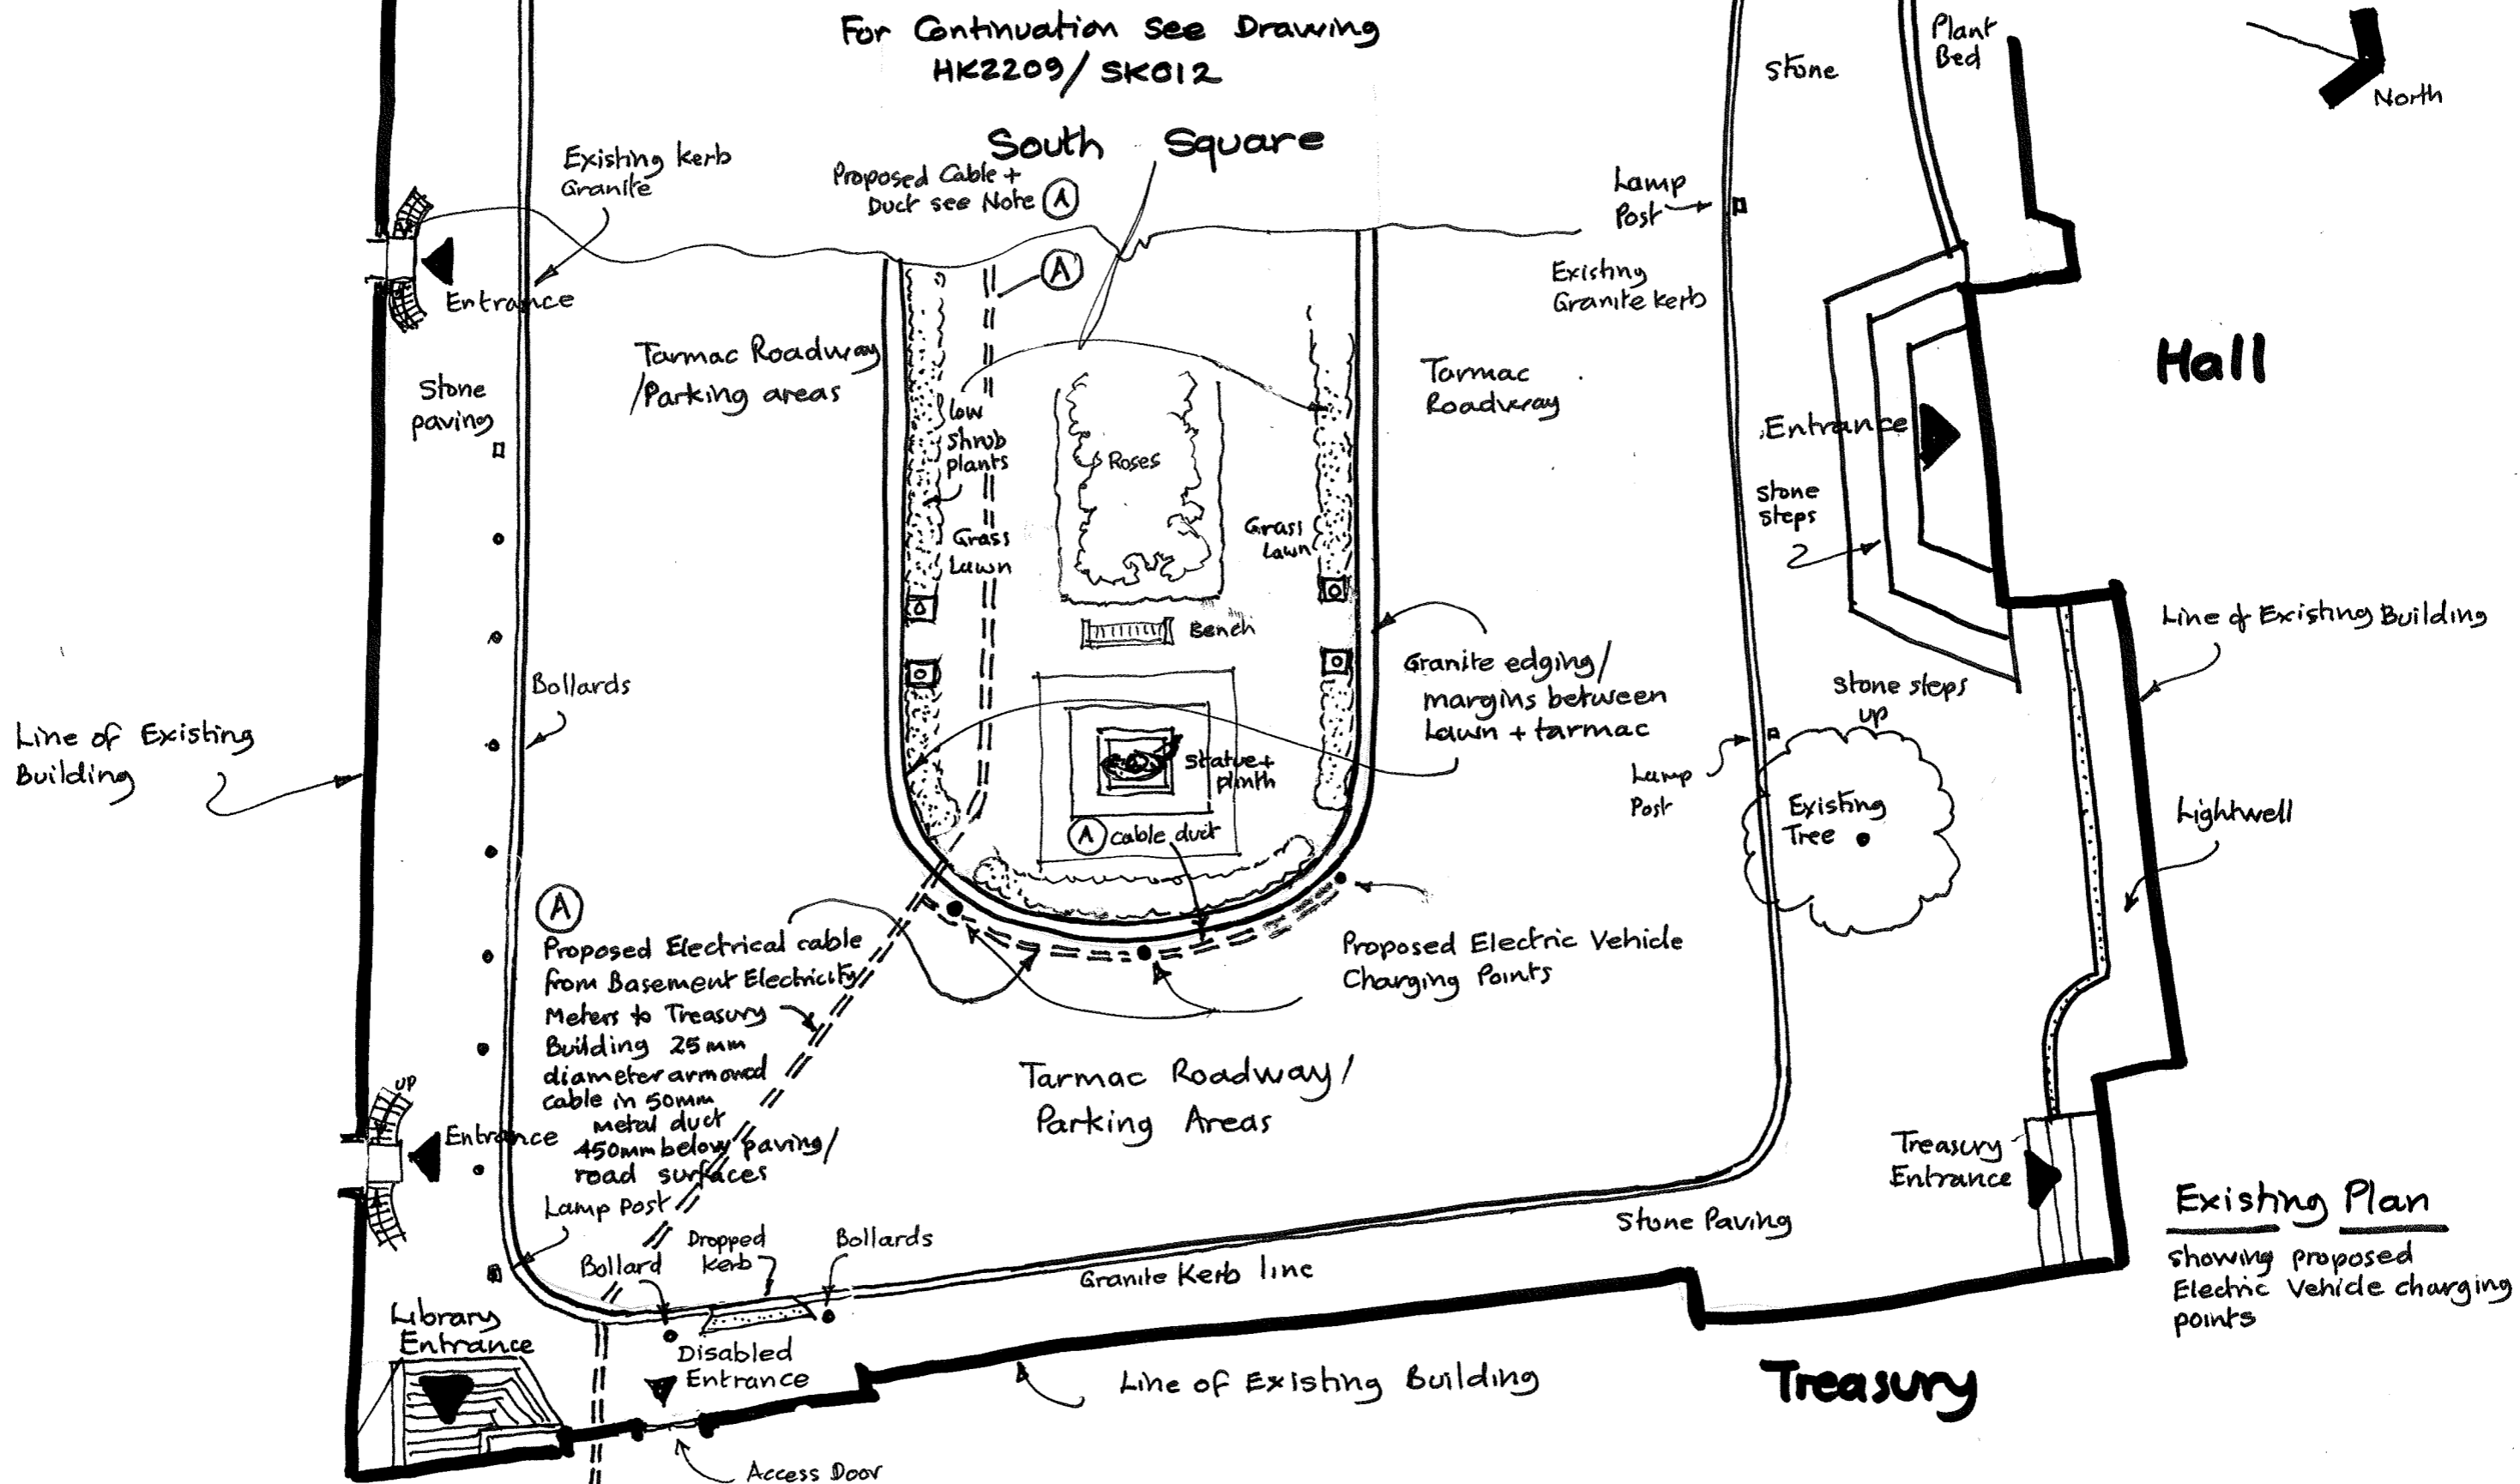 For Continuation see Drawing
HK2209/SK012
Plant
Bed
Stone
North
South Square
Existing kerb
Granite
Proposed Cable +
Duct see Note A
Lamp
Post
A
Entrance
Existing
Granite kerb
Tarmac Roadway
/Parking areas
Tarmac
Roadway
Hall
Stone
paving
low
shrub
plants
Roses
Entrance
Stone
steps
Grass
Lawn
Grass
Lawn
Bench
Line of Existing Building
Bollards
Granite edging/
margins between
Lawn + tarmac
Stone steps
up
Line of Existing
Building
Statue +
plinth
Lamp
Post
Existing
Tree
Lightwell
A cable duct
A
Proposed Electrical cable
from Basement Electricity
Meters to Treasury
Building 25mm
diameter armoured
cable in 50mm
metal duct
450mm below paving/
road surfaces
Proposed Electric Vehicle
Charging Points
Tarmac Roadway/
Parking Areas
up
Entrance
Treasury
Entrance
Lamp Post
Existing Plan
showing proposed
Electric Vehicle charging
points
Stone Paving
Bollard
Dropped
kerb
Bollards
Granite Kerb line
Library
Entrance
Disabled
Entrance
Line of Existing Building
Treasury
Access Door